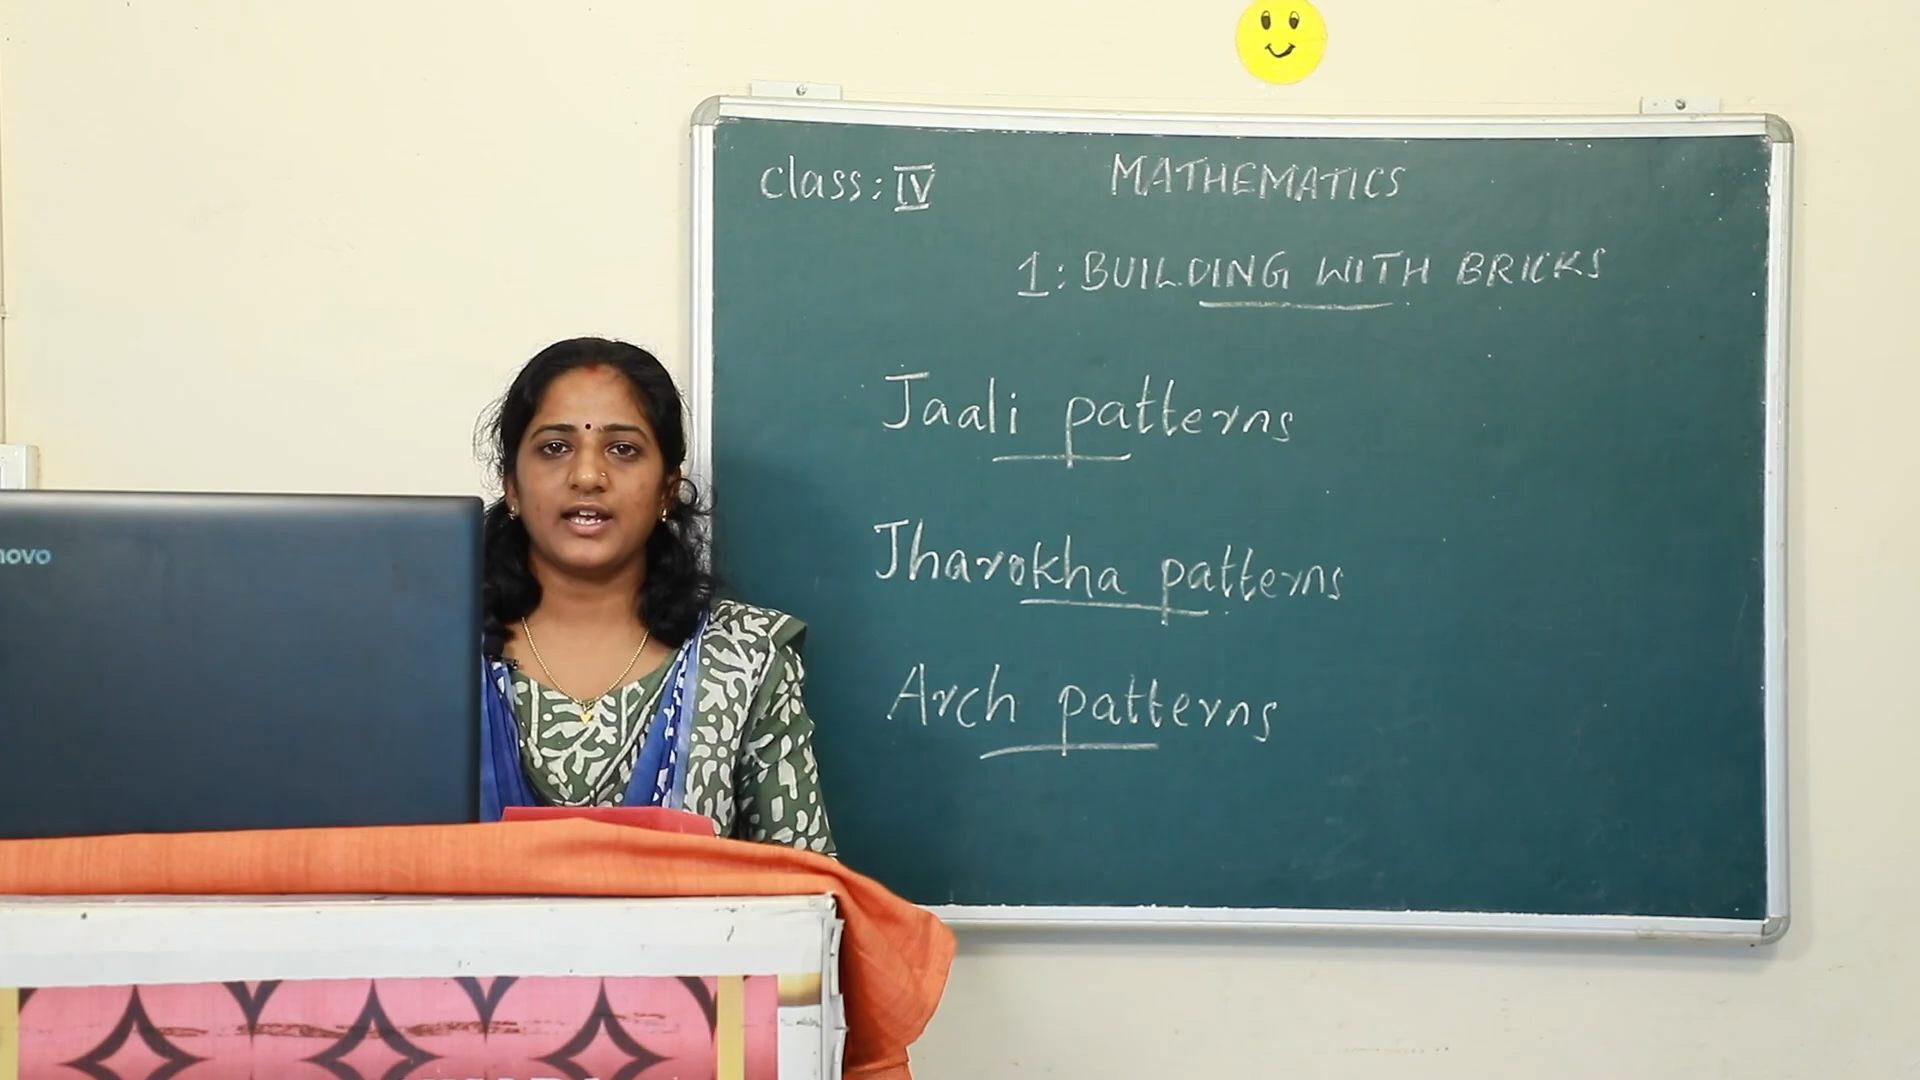 class: IV
MATHEMATICS
1: BUILDING WITH BRICKS
Jaali patterns
Jharokha patterns
Arch patterns
novo